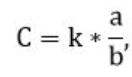 C = k * a/b,